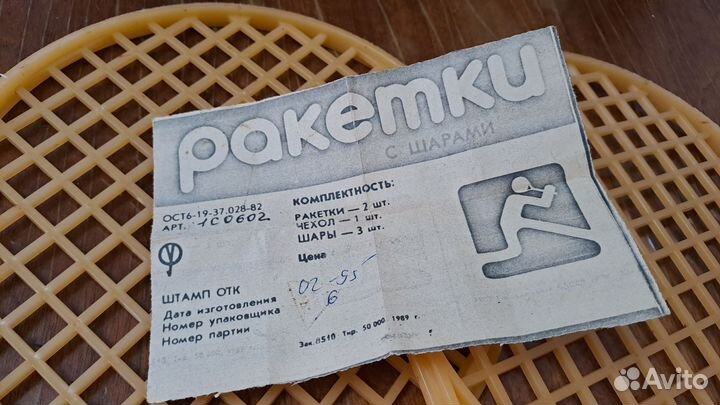 ракетки
С ШАРАМИ
ОСТ6-19-37.028-82
АРТ. 1С0602
КОМПЛЕКТНОСТЬ:
РАКЕТКИ — 2 шт.
ЧЕХОЛ — 1 шт.
ШАРЫ — 3 шт.
Цена
02-95
6
ШТАМП ОТК
Дата изготовления
Номер упаковщика
Номер партии
Зак. 8510 Тир. 50 000 1989 г.
Avito